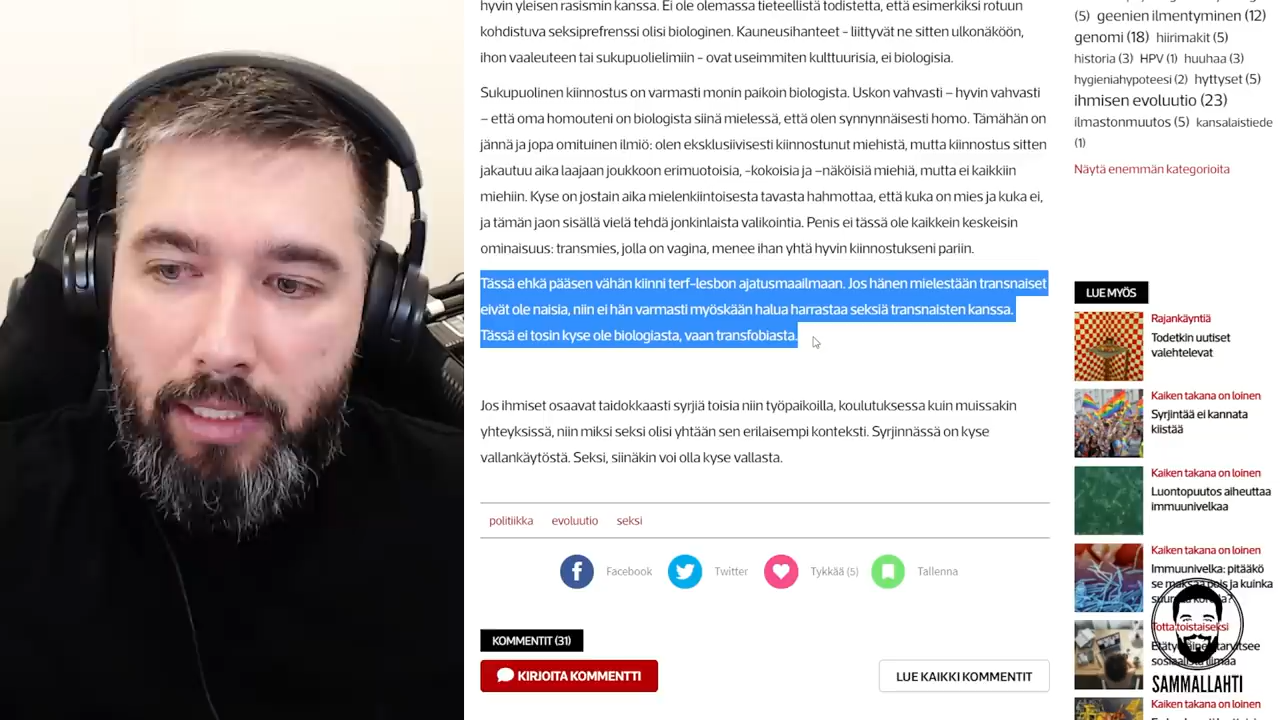 hyvin yleisen rasismin kanssa. Ei ole olemassa tieteellistä todistetta, että esimerkiksi rotuun
kohdistuva seksiprefrenssi olisi biologinen. Kauneusihanteet - liittyvät ne sitten ulkonäköön,
ihon vaaleuteen tai sukupuolielimiin - ovat useimmiten kulttuurisia, ei biologisia.
Sukupuolinen kiinnostus on varmasti monin paikoin biologista. Uskon vahvasti – hyvin vahvasti
– että oma homouteni on biologista siinä mielessä, että olen synnynnäisesti homo. Tämähän on
jännä ja jopa omituinen ilmiö: olen eksklusiivisesti kiinnostunut miehistä, mutta kiinnostus sitten
jakautuu aika laajaan joukkoon erimuotoisia, -kokoisia ja –näköisiä miehiä, mutta ei kaikkiin
miehiin. Kyse on jostain aika mielenkiintoisesta tavasta hahmottaa, että kuka on mies ja kuka ei,
ja tämän jaon sisällä vielä tehdä jonkinlaista valikointia. Penis ei tässä ole kaikkein keskeisin
ominaisuus: transmies, jolla on vagina, menee ihan yhtä hyvin kiinnostukseni pariin.
Tässä ehkä pääsen vähän kiinni terf-lesbon ajatusmaailmaan. Jos hänen mielestään transnaiset
eivät ole naisia, niin ei hän varmasti myöskään halua harrastaa seksiä transnaisten kanssa.
Tässä ei tosin kyse ole biologiasta, vaan transfobiasta.
Jos ihmiset osaavat taidokkaasti syrjiä toisia niin työpaikoilla, koulutuksessa kuin muissakin
yhteyksissä, niin miksi seksi olisi yhtään sen erilaisempi konteksti. Syrjinnässä on kyse
vallankäytöstä. Seksi, siinäkin voi olla kyse vallasta.
politiikka evoluutio seksi
Facebook Twitter Tykkää (5) Tallenna
KOMMENTIT (31)
KIRJOITA KOMMENTTI
LUE KAIKKI KOMMENTIT
(5) geenien ilmentyminen (12)
genomi (18) hiirimakit (5)
historia (3) HPV (1) huuhaa (3)
hygieniahypoteesi (2) hyttyset (5)
ihmisen evoluutio (23)
ilmastonmuutos (5) kansalaistiede
(1)
Näytä enemmän kategorioita
LUE MYÖS
Rajankäyntiä
Todetkin uutiset
valehtelevat
Kaiken takana on loinen
Syrjintää ei kannata
kiistää
Kaiken takana on loinen
Luontopuutos aiheuttaa
immuunivelkaa
Kaiken takana on loinen
Immuunivelka: pitääkö
se maksaa pois ja kuinka
Totta toistaiseksi
Kaiken takana on loinen
SAMMALLAHTI